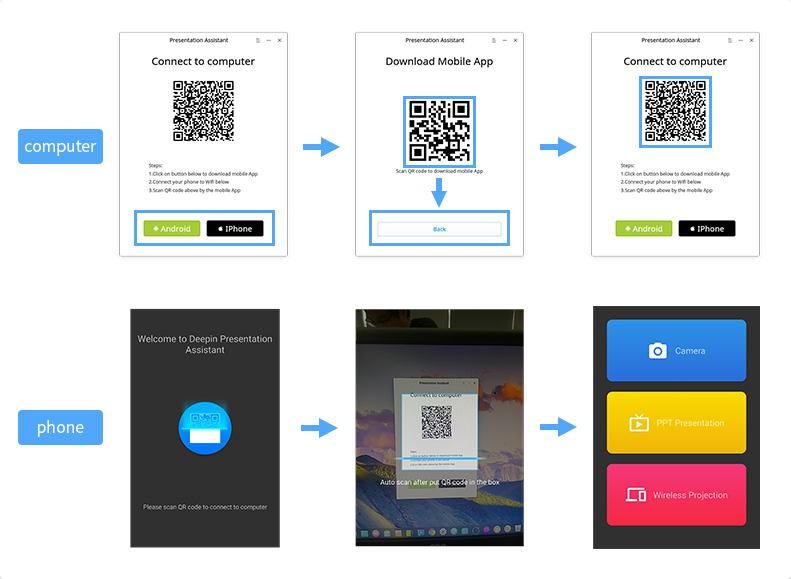 Presentation Assistant
Connect to computer
Steps:
1.Click on button below to download mobile App
2.Connect your phone to Wifi below
3.Scan QR code above by the mobile App
Android
IPhone
Presentation Assistant
Download Mobile App
Scan QR code to download mobile App
Back
Presentation Assistant
Connect to computer
Steps:
1.Click on button below to download mobile App
2.Connect your phone to Wifi below
3.Scan QR code above by the mobile App
Android
IPhone
computer
phone
Welcome to Deepin Presentation
Assistant
Please scan QR code to connect to computer
Presentation Assistant
Connect to computer
Auto scan after put QR code in the box
Camera
PPT Presentation
Wireless Projection